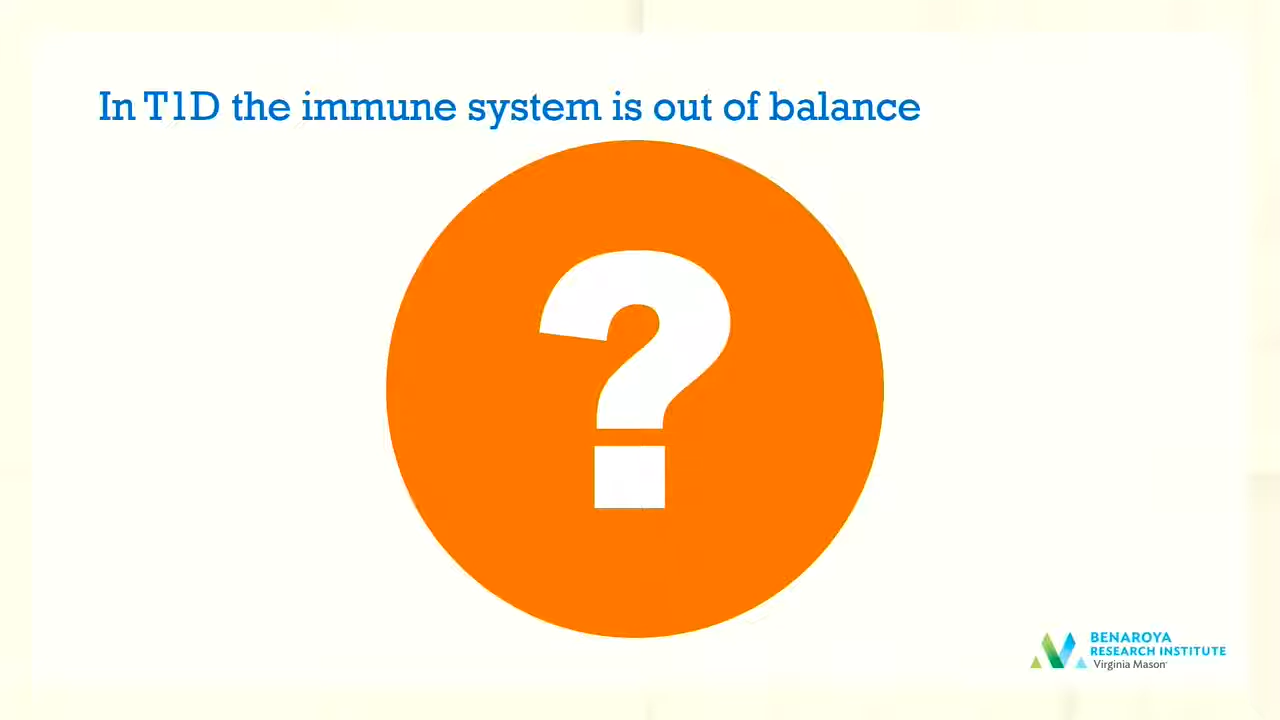 In T1D the immune system is out of balance
?
BENAROYA
RESEARCH INSTITUTE
Virginia Mason